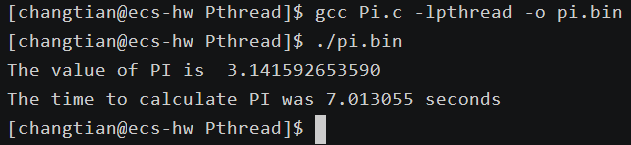 [changtian@ecs-hw Pthread]$ gcc Pi.c -lpthread -o pi.bin
[changtian@ecs-hw Pthread]$ ./pi.bin
The value of PI is  3.141592653590
The time to calculate PI was 7.013055 seconds
[changtian@ecs-hw Pthread]$